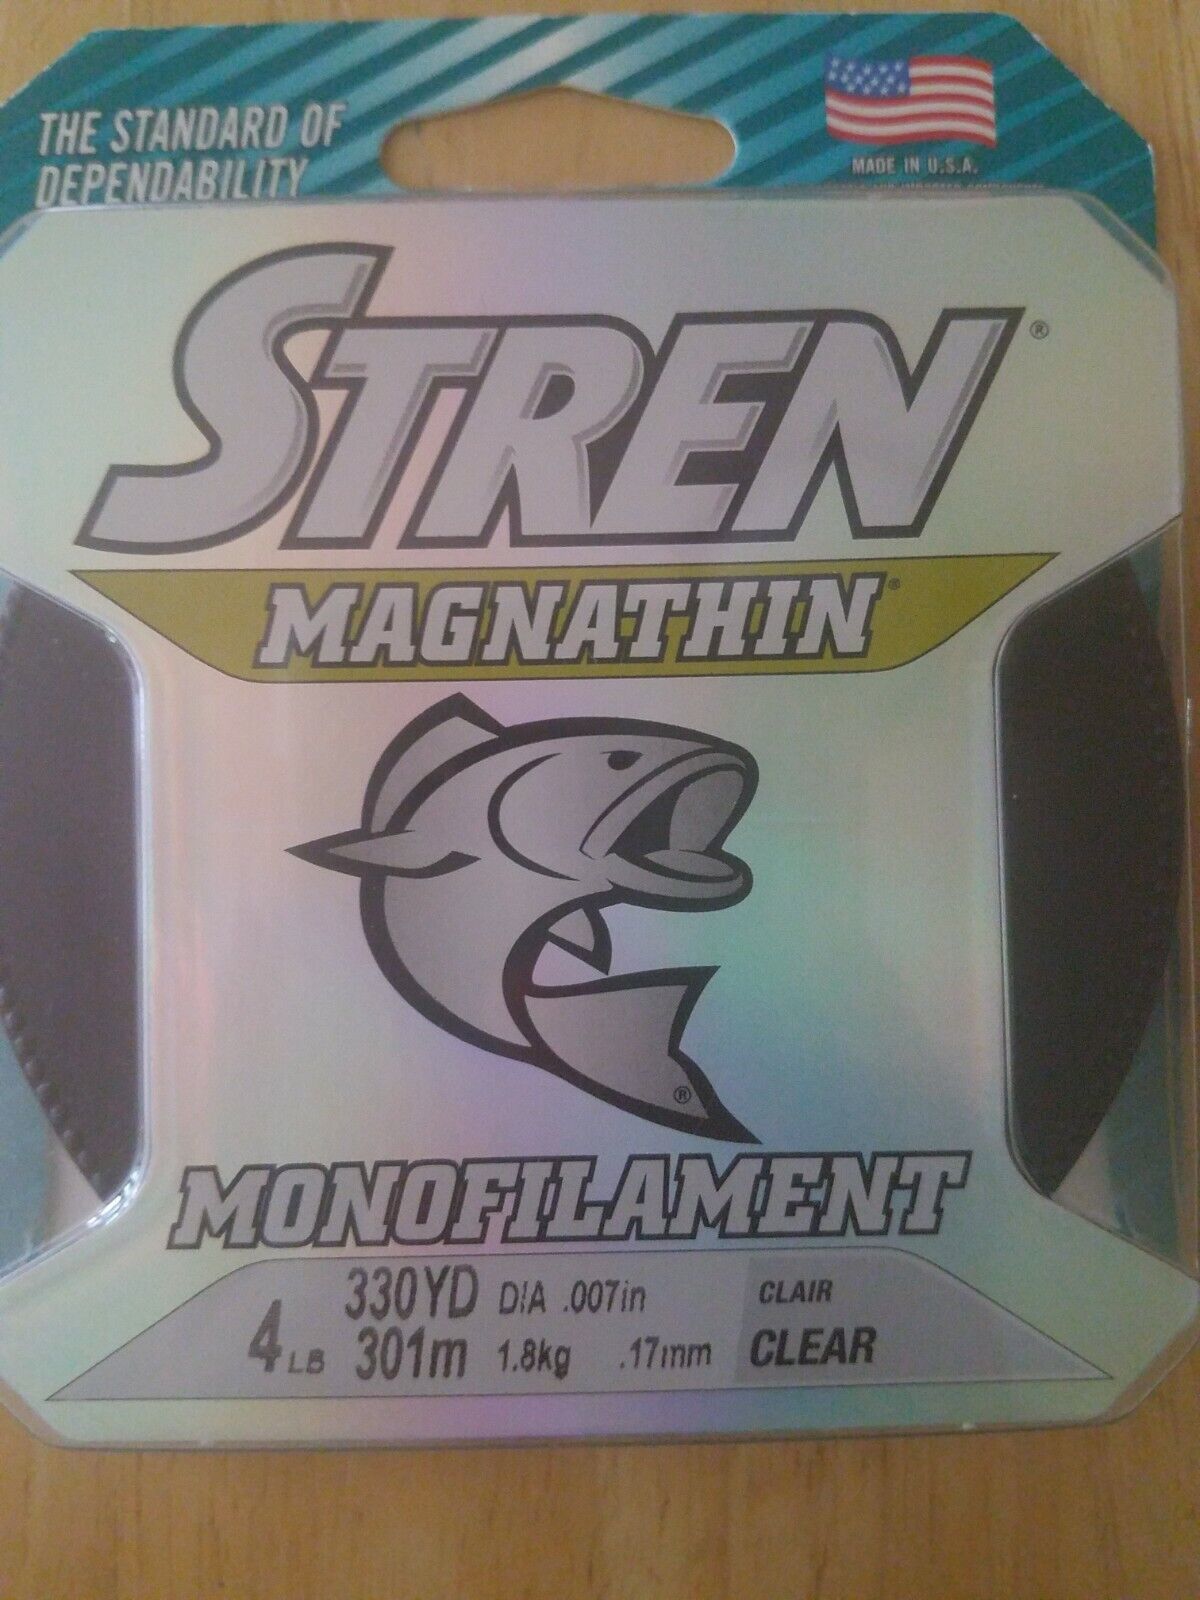 THE STANDARD OF
DEPENDABILITY
MADE IN U.S.A.
STREN®
MAGNATHIN®
®
MONOFILAMENT
4 LB
330YD DIA .007in
301m 1.8kg .17mm
CLAIR
CLEAR